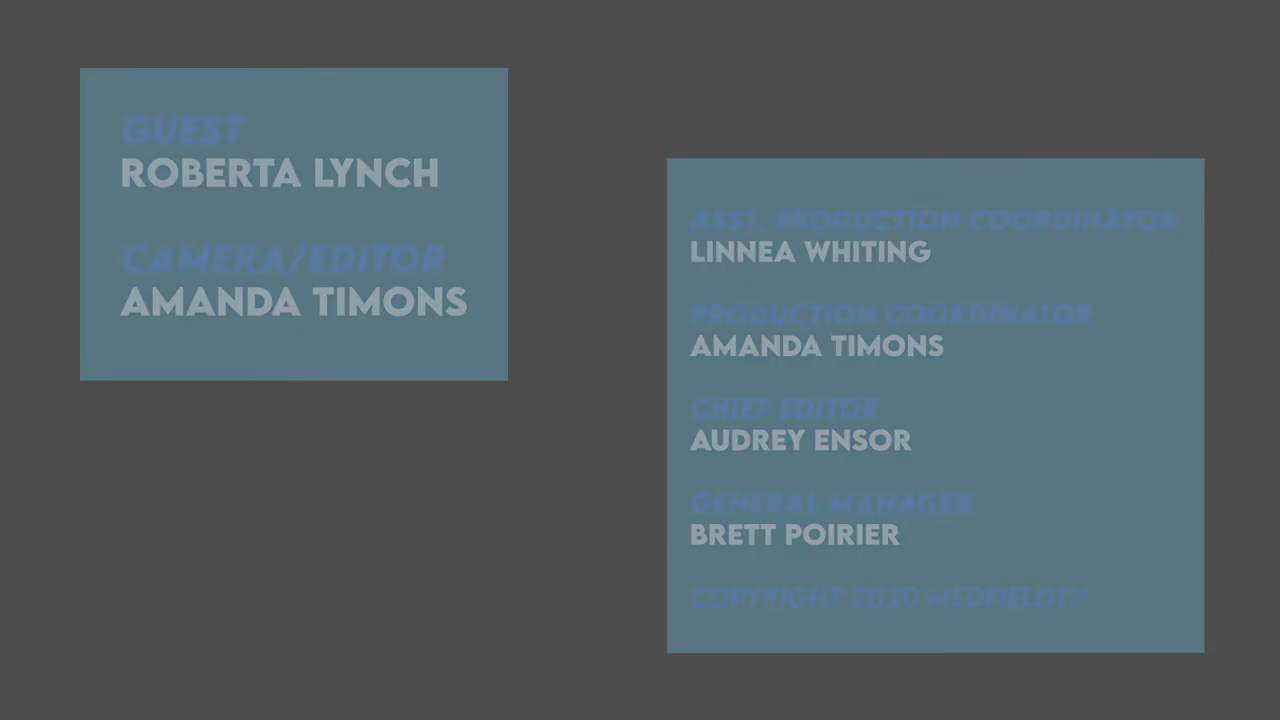 GUEST
ROBERTA LYNCH
CAMERA/EDITOR
AMANDA TIMONS
ASST. PRODUCTION COORDINATOR
LINNEA WHITING
PRODUCTION COORDINATOR
AMANDA TIMONS
CHIEF EDITOR
AUDREY ENSOR
GENERAL MANAGER
BRETT POIRIER
COPYRIGHT 2020 MEDFIELDTV